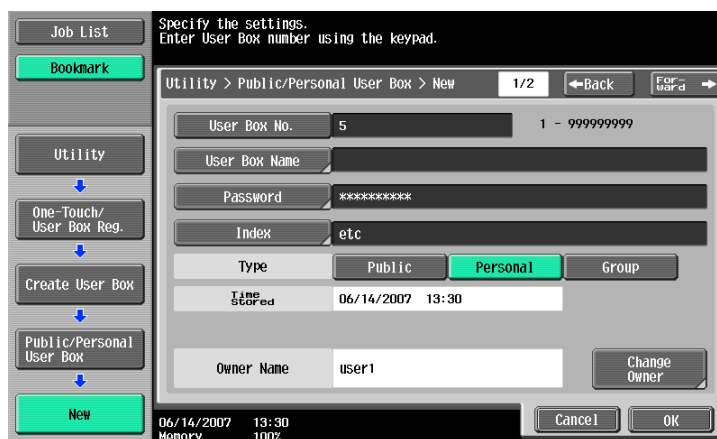 Job List
Bookmark
Utility
One-Touch/
User Box Reg.
Create User Box
Public/Personal
User Box
New
Specify the settings.
Enter User Box number using the keypad.
Utility > Public/Personal User Box > New 1/2 ←Back For-ward →
User Box No. 5 1 - 999999999
User Box Name
Password **********
Index etc
Type Public Personal Group
Time
Stored 06/14/2007 13:30
Owner Name user1 Change
Owner
06/14/2007 13:30
Memory 100%
Cancel OK